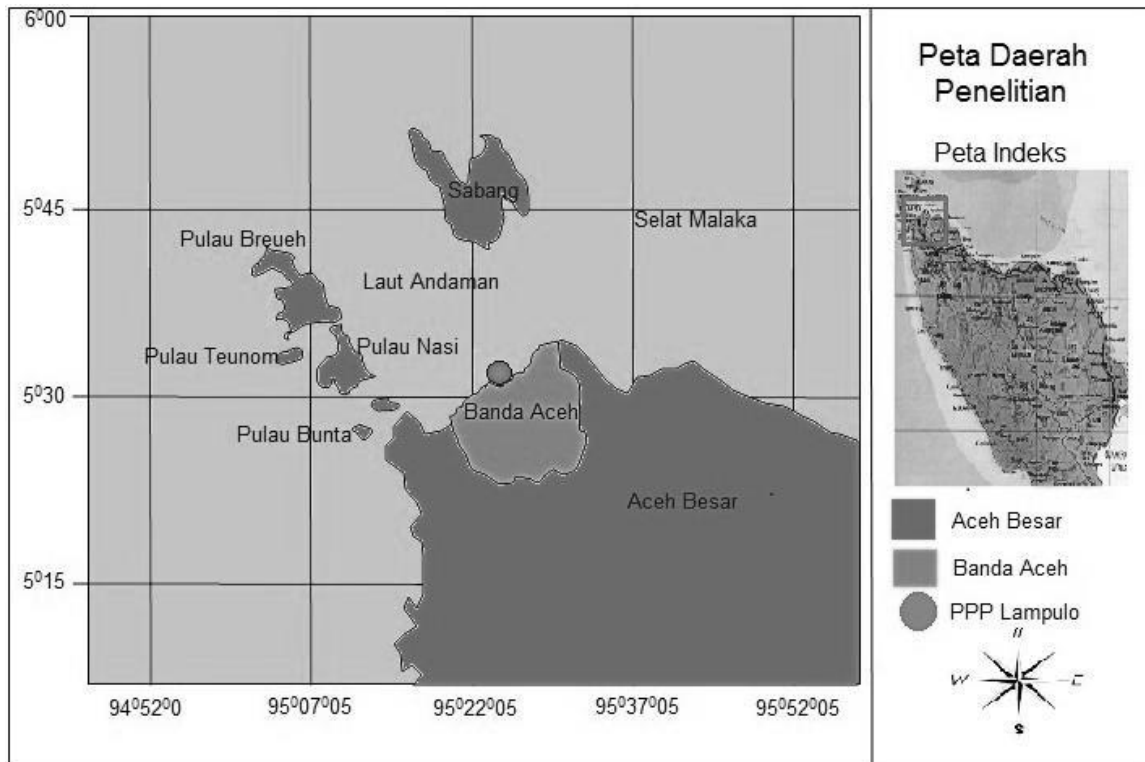 6⁰00
5⁰45
5⁰30
5⁰15
Sabang
Selat Malaka
Pulau Breueh
Laut Andaman
Pulau Teunom
Pulau Nasi
Banda Aceh
Pulau Bunta
Aceh Besar
94⁰52⁰0
95⁰07⁰05
95⁰22⁰05
95⁰37⁰05
95⁰52⁰05
Peta Daerah
Penelitian
Peta Indeks
Aceh Besar
Banda Aceh
PPP Lampulo
N
W
E
S